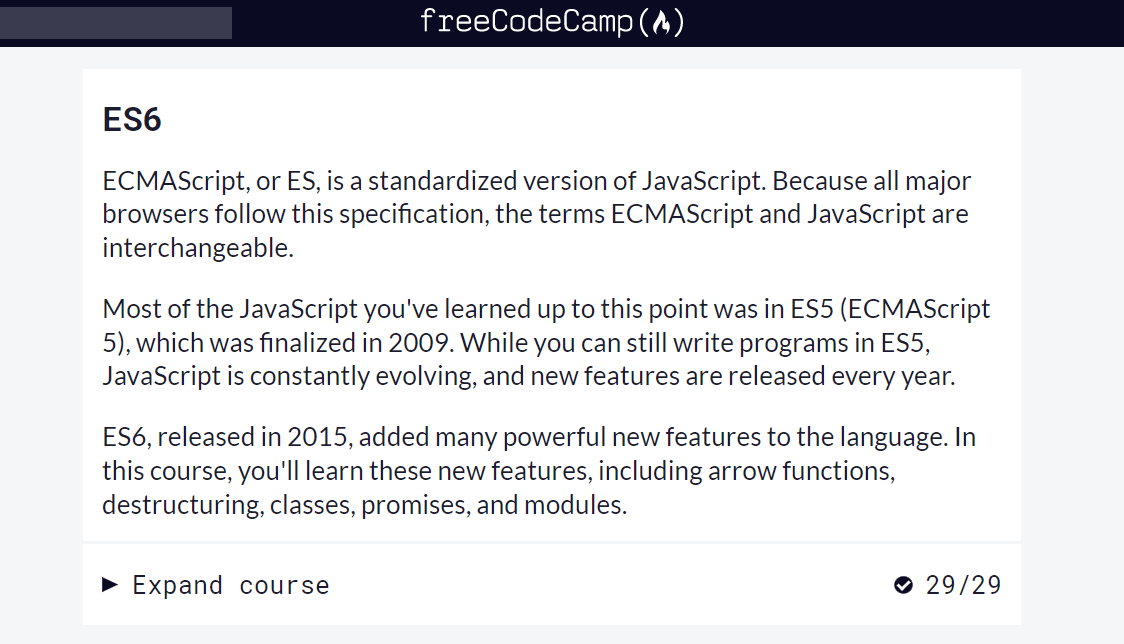 freeCodeCamp
ES6
ECMAScript, or ES, is a standardized version of JavaScript. Because all major
browsers follow this specification, the terms ECMAScript and JavaScript are
interchangeable.
Most of the JavaScript you've learned up to this point was in ES5 (ECMAScript
5), which was finalized in 2009. While you can still write programs in ES5,
JavaScript is constantly evolving, and new features are released every year.
ES6, released in 2015, added many powerful new features to the language. In
this course, you'll learn these new features, including arrow functions,
destructuring, classes, promises, and modules.
Expand course 29/29